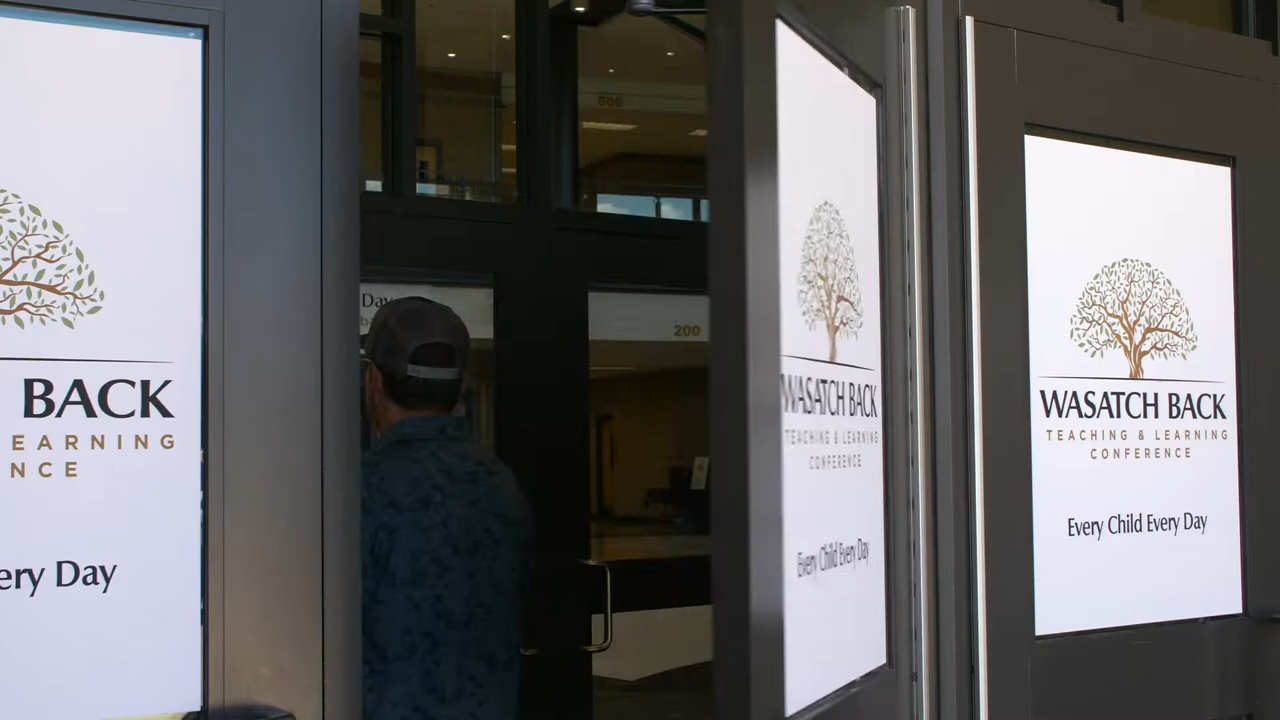 BACK
EARNING
NCE
ery Day
Day
200
WASATCH BACK
TEACHING & LEARNING
CONFERENCE
Every Child Every Day
WASATCH BACK
TEACHING & LEARNING
CONFERENCE
Every Child Every Day